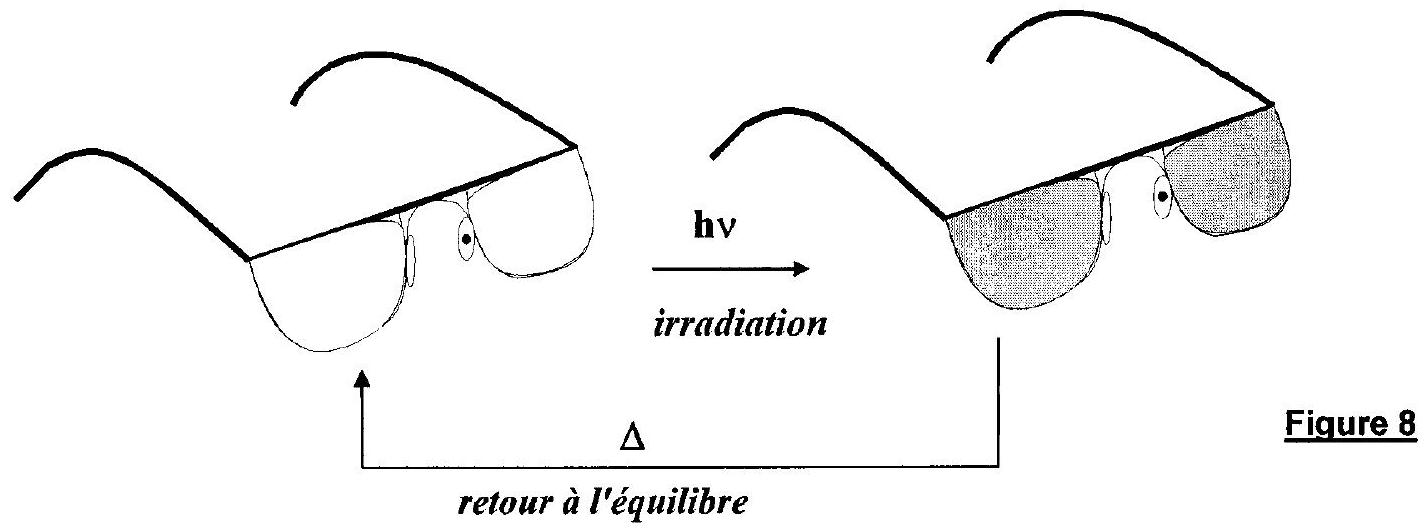 hν
irradiation
Δ
retour à l'équilibre
Figure 8